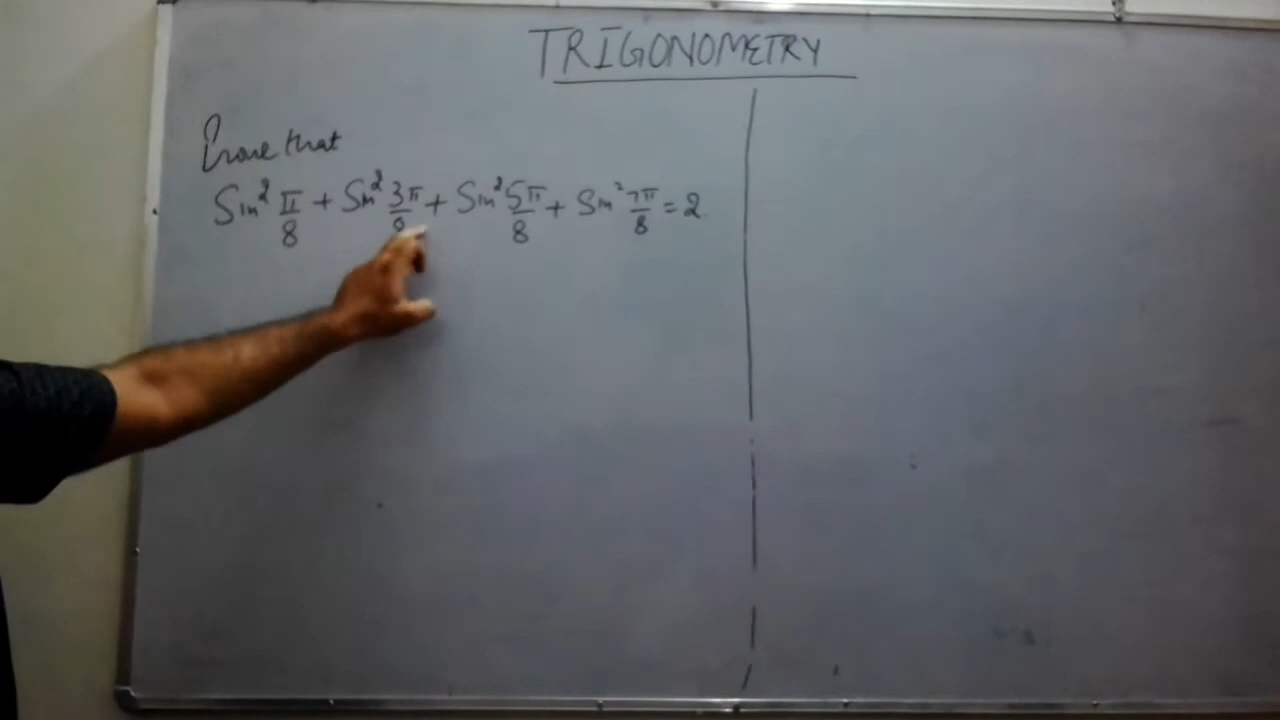 TRIGONOMETRY
Prove that
Sin² π/8 + Sin² 3π/8 + Sin² 5π/8 + Sin² 7π/8 = 2